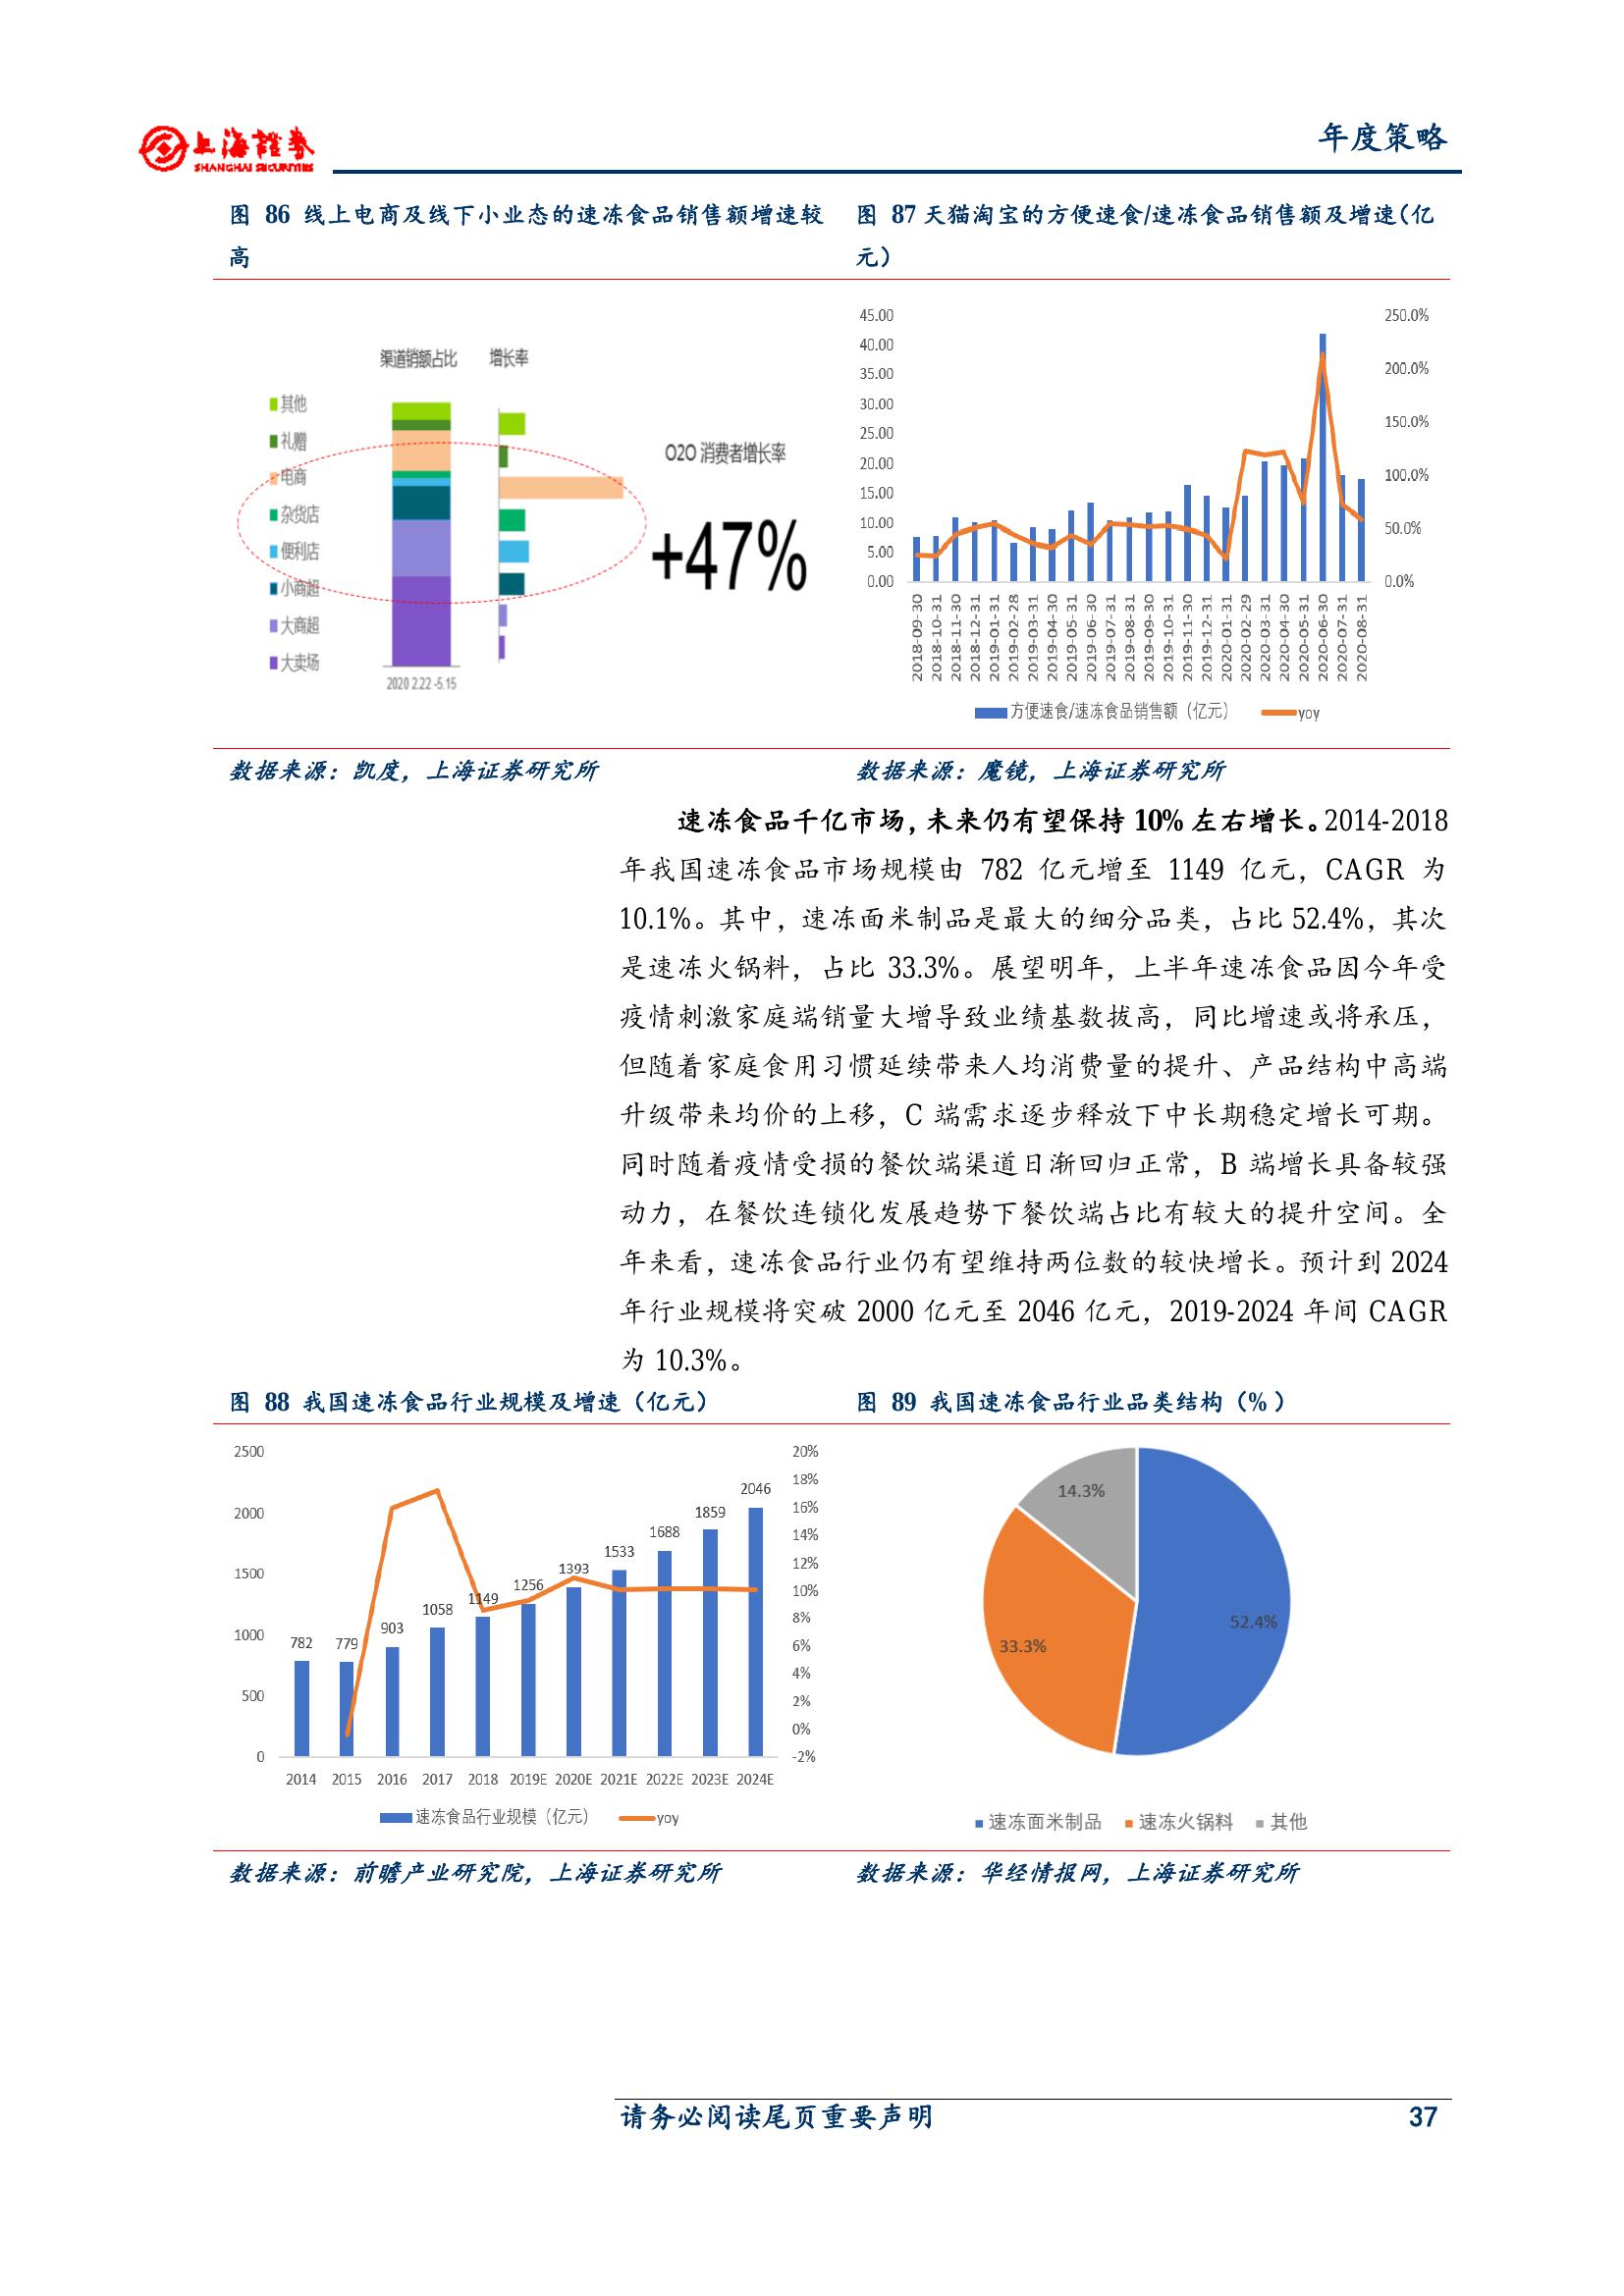 上海證券
SHANGHAI SECURITIES
年度策略
图 86 线上电商及线下小业态的速冻食品销售额增速较
高
图 87 天猫淘宝的方便速食/速冻食品销售额及增速（亿
元）
渠道销额占比 增长率
其他
礼赠
电商
杂货店
便利店
小商超
大商超
大卖场
2020 2.22 -5.15
O2O 消费者增长率
+47%
45.00
40.00
35.00
30.00
25.00
20.00
15.00
10.00
5.00
0.00
250.0%
200.0%
150.0%
100.0%
50.0%
0.0%
2018-09-30
2018-10-31
2018-11-30
2018-12-31
2019-01-31
2019-02-28
2019-03-31
2019-04-30
2019-05-31
2019-06-30
2019-07-31
2019-08-31
2019-09-30
2019-10-31
2019-11-30
2019-12-31
2020-01-31
2020-02-29
2020-03-31
2020-04-30
2020-05-31
2020-06-30
2020-07-31
2020-08-31
方便速食/速冻食品销售额（亿元） yoy
数据来源：凯度，上海证券研究所
数据来源：魔镜，上海证券研究所
速冻食品千亿市场，未来仍有望保持 10% 左右增长。2014-2018
年我国速冻食品市场规模由 782 亿元增至 1149 亿元，CAGR 为
10.1%。其中，速冻面米制品是最大的细分品类，占比 52.4%，其次
是速冻火锅料，占比 33.3%。展望明年，上半年速冻食品因今年受
疫情刺激家庭端销量大增导致业绩基数拔高，同比增速或将承压，
但随着家庭食用习惯延续带来人均消费量的提升、产品结构中高端
升级带来均价的上移，C 端需求逐步释放下中长期稳定增长可期。
同时随着疫情受损的餐饮端渠道日渐回归正常，B 端增长具备较强
动力，在餐饮连锁化发展趋势下餐饮端占比有较大的提升空间。全
年来看，速冻食品行业仍有望维持两位数的较快增长。预计到 2024
年行业规模将突破 2000 亿元至 2046 亿元，2019-2024 年间 CAGR
为 10.3%。
图 88 我国速冻食品行业规模及增速（亿元）
图 89 我国速冻食品行业品类结构（%）
2500
2000
1500
1000
500
0
20%
18%
16%
14%
12%
10%
8%
6%
4%
2%
0%
-2%
782 779 903 1058 1149 1256 1393 1533 1688 1859 2046
2014 2015 2016 2017 2018 2019E 2020E 2021E 2022E 2023E 2024E
速冻食品行业规模（亿元） yoy
14.3%
52.4%
33.3%
速冻面米制品 速冻火锅料 其他
数据来源：前瞻产业研究院，上海证券研究所
数据来源：华经情报网，上海证券研究所
请务必阅读尾页重要声明
37